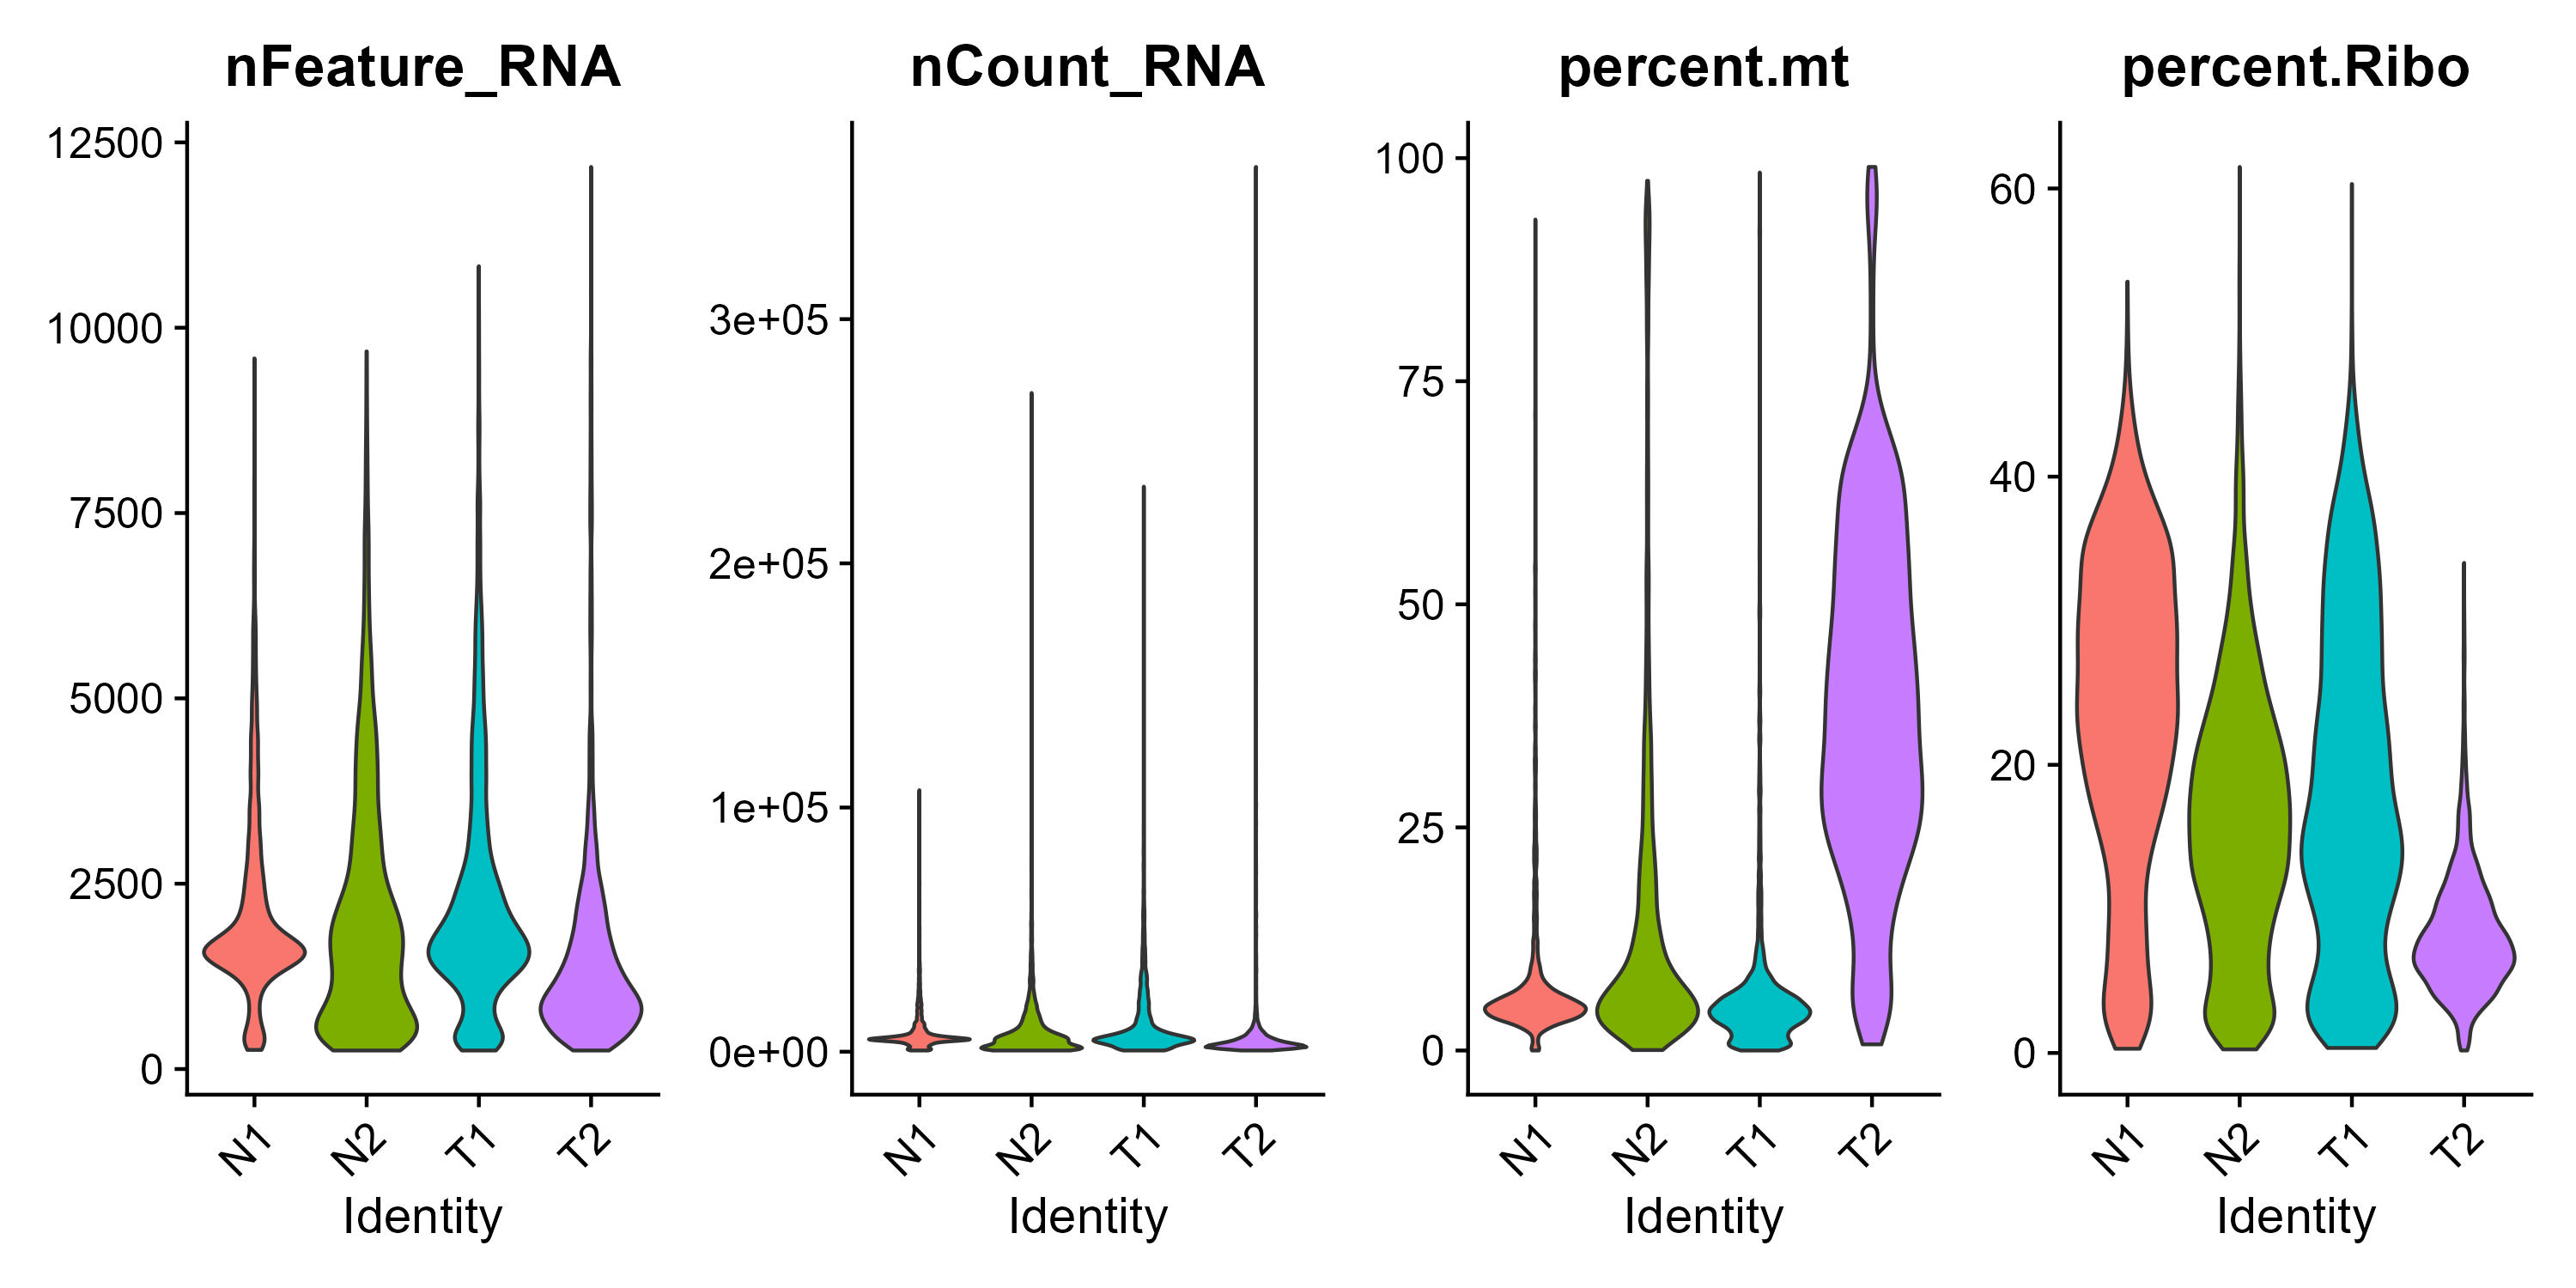 nFeature_RNA
12500
10000
7500
5000
2500
0
N1 N2 T1 T2
Identity
nCount_RNA
3e+05
2e+05
1e+05
0e+00
N1 N2 T1 T2
Identity
percent.mt
100
75
50
25
0
N1 N2 T1 T2
Identity
percent.Ribo
60
40
20
0
N1 N2 T1 T2
Identity